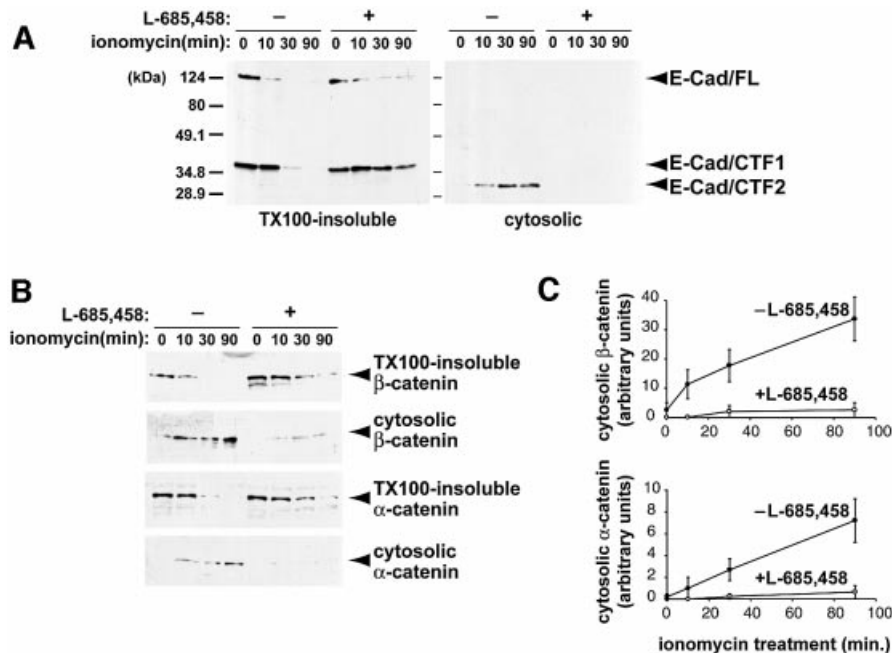 A
L-685,458: – +  – +
ionomycin(min): 0 10 30 90 0 10 30 90  0 10 30 90 0 10 30 90
(kDa) 124 – E-Cad/FL
80 –
49.1 –
34.8 – E-Cad/CTF1
28.9 – E-Cad/CTF2
TX100-insoluble cytosolic
B
L-685,458: – +
ionomycin(min): 0 10 30 90 0 10 30 90
TX100-insoluble
β-catenin
cytosolic
β-catenin
TX100-insoluble
α-catenin
cytosolic
α-catenin
C
cytosolic β-catenin
(arbitrary units)
40
30
20
10
0
–L-685,458
+L-685,458
0 20 40 60 80 100
cytosolic α-catenin
(arbitrary units)
10
8
6
4
2
0
–L-685,458
+L-685,458
0 20 40 60 80 100
ionomycin treatment (min.)